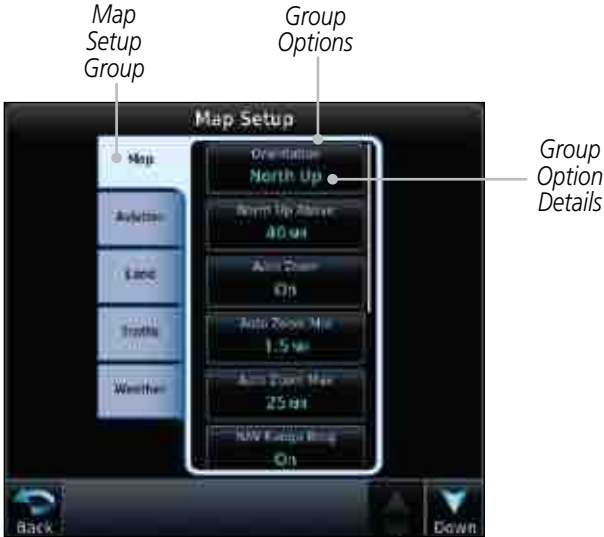 Map
Setup
Group
Group
Options
Group
Option
Details
Map Setup
Map
Orientation
North Up
Aviation
North Up Above
40 NM
Land
Auto Zoom
On
Traffic
Auto Zoom Min
1.5 NM
Weather
Auto Zoom Max
25 NM
NAV Range Ring
On
Back
Down